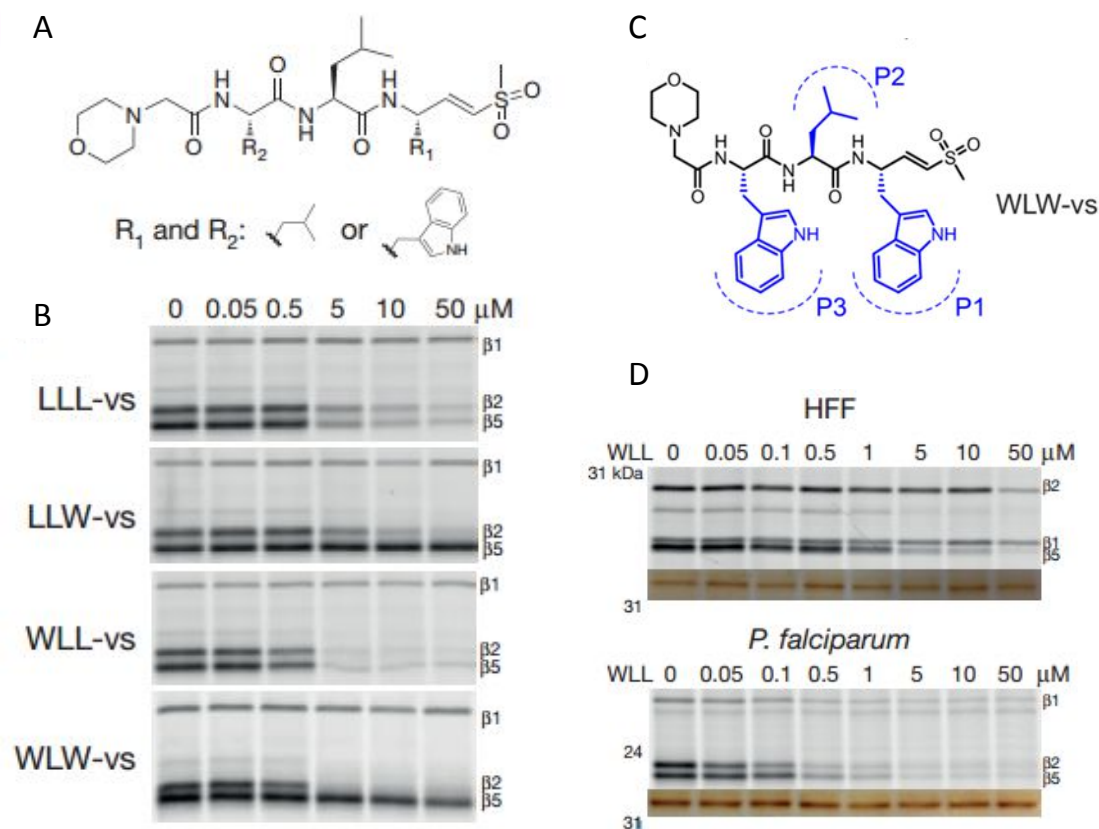 A
O
N
O
H
N
R2
O
N
H
O
H
N
R1
S
O
O
R1 and R2:
or
NH
B
0 0.05 0.5 5 10 50 μM
LLL-vs
β1
β2
β5
LLW-vs
β1
β2
β5
WLL-vs
β1
β2
β5
WLW-vs
β1
β2
β5
C
P2
O
N
O
H
N
O
N
H
O
H
N
S
O
O
NH
NH
P3
P1
WLW-vs
D
HFF
WLL 0 0.05 0.1 0.5 1 5 10 50 μM
31 kDa
β2
β1
β5
31
P. falciparum
WLL 0 0.05 0.1 0.5 1 5 10 50 μM
β1
24
β2
β5
31